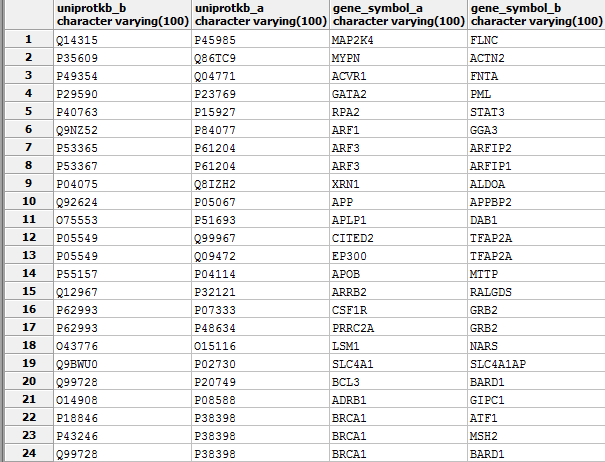 uniprotkb_b uniprotkb_a gene_symbol_a gene_symbol_b
character varying(100) character varying(100) character varying(100) character varying(100)
1 Q14315 P45985 MAP2K4 FLNC
2 P35609 Q86TC9 MYPN ACTN2
3 P49354 Q04771 ACVR1 FNTA
4 P29590 P23769 GATA2 PML
5 P40763 P15927 RPA2 STAT3
6 Q9NZ52 P84077 ARF1 GGA3
7 P53365 P61204 ARF3 ARFIP2
8 P53367 P61204 ARF3 ARFIP1
9 P04075 Q8IZH2 XRN1 ALDOA
10 Q92624 P05067 APP APPBP2
11 O75553 P51693 APLP1 DAB1
12 P05549 Q99967 CITED2 TFAP2A
13 P05549 Q09472 EP300 TFAP2A
14 P55157 P04114 APOB MTTP
15 Q12967 P32121 ARRB2 RALGDS
16 P62993 P07333 CSF1R GRB2
17 P62993 P48634 PRRC2A GRB2
18 O43776 O15116 LSM1 NARS
19 Q9BWU0 P02730 SLC4A1 SLC4A1AP
20 Q99728 P20749 BCL3 BARD1
21 O14908 P08588 ADRB1 GIPC1
22 P18846 P38398 BRCA1 ATF1
23 P43246 P38398 BRCA1 MSH2
24 Q99728 P38398 BRCA1 BARD1